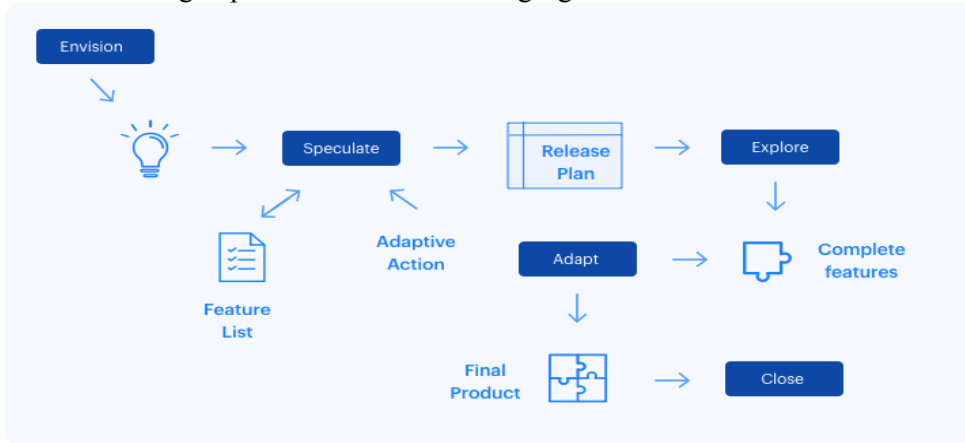 Envision
Speculate
Release
Plan
Explore
Adaptive
Action
Adapt
Complete
features
Feature
List
Final
Product
Close